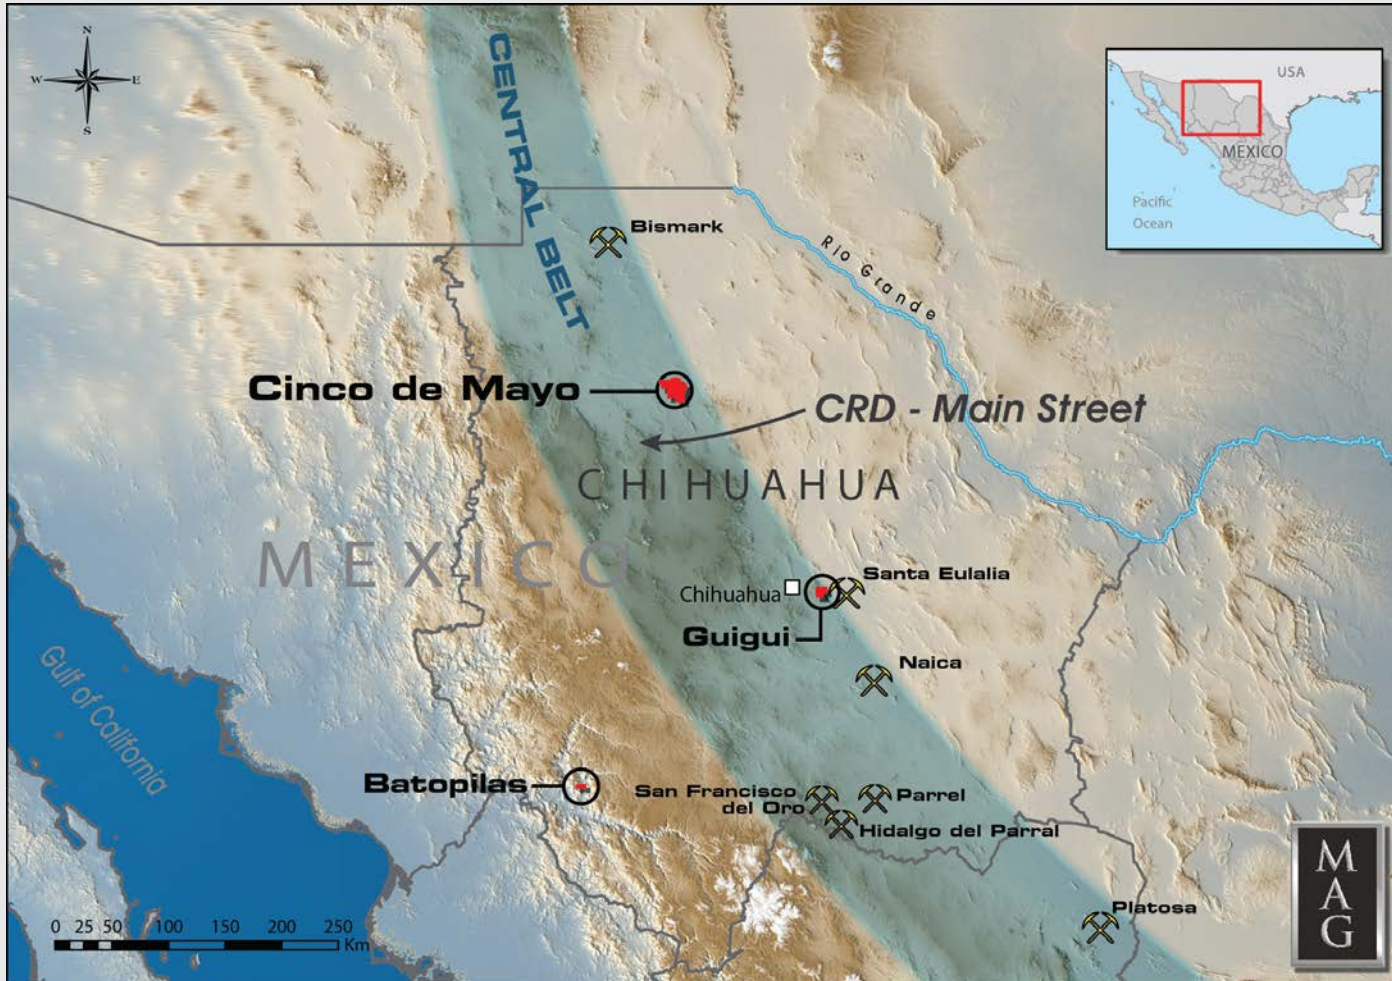 N
W E
S
CENTRAL BELT
USA
MEXICO
Pacific
Ocean
Bismark
Rio Grande
Cinco de Mayo
CRD - Main Street
CHIHUAHUA
MEXICO
Santa Eulalia
Chihuahua
Guigui
Naica
Gulf of California
Batopilas
San Francisco
del Oro
Parrel
Hidalgo del Parral
Platosa
0 25 50 100 150 200 250
Km
M
A
G